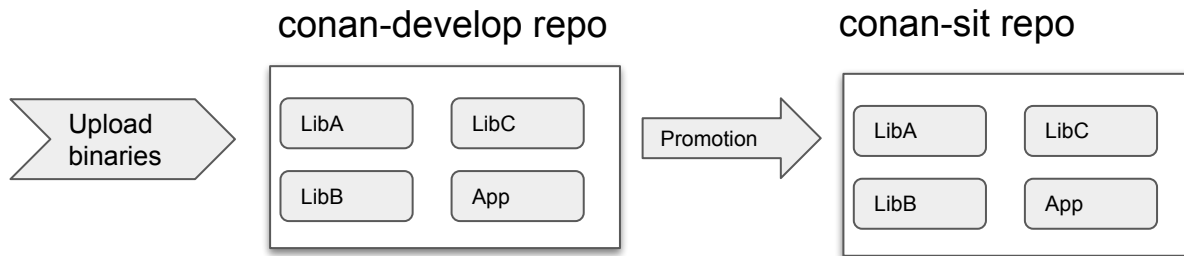 conan-develop repo
conan-sit repo
Upload
binaries
LibA
LibC
LibB
App
Promotion
LibA
LibC
LibB
App